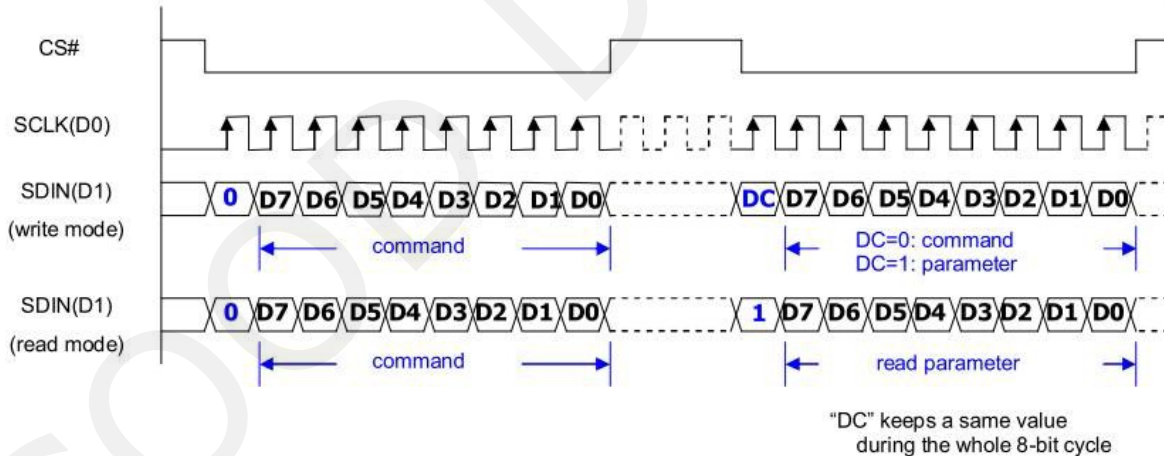 CS#
SCLK(D0)
SDIN(D1)
(write mode)
0 D7 D6 D5 D4 D3 D2 D1 D0
DC D7 D6 D5 D4 D3 D2 D1 D0
command
DC=0: command
DC=1: parameter
SDIN(D1)
(read mode)
0 D7 D6 D5 D4 D3 D2 D1 D0
1 D7 D6 D5 D4 D3 D2 D1 D0
command
read parameter
“DC” keeps a same value
during the whole 8-bit cycle